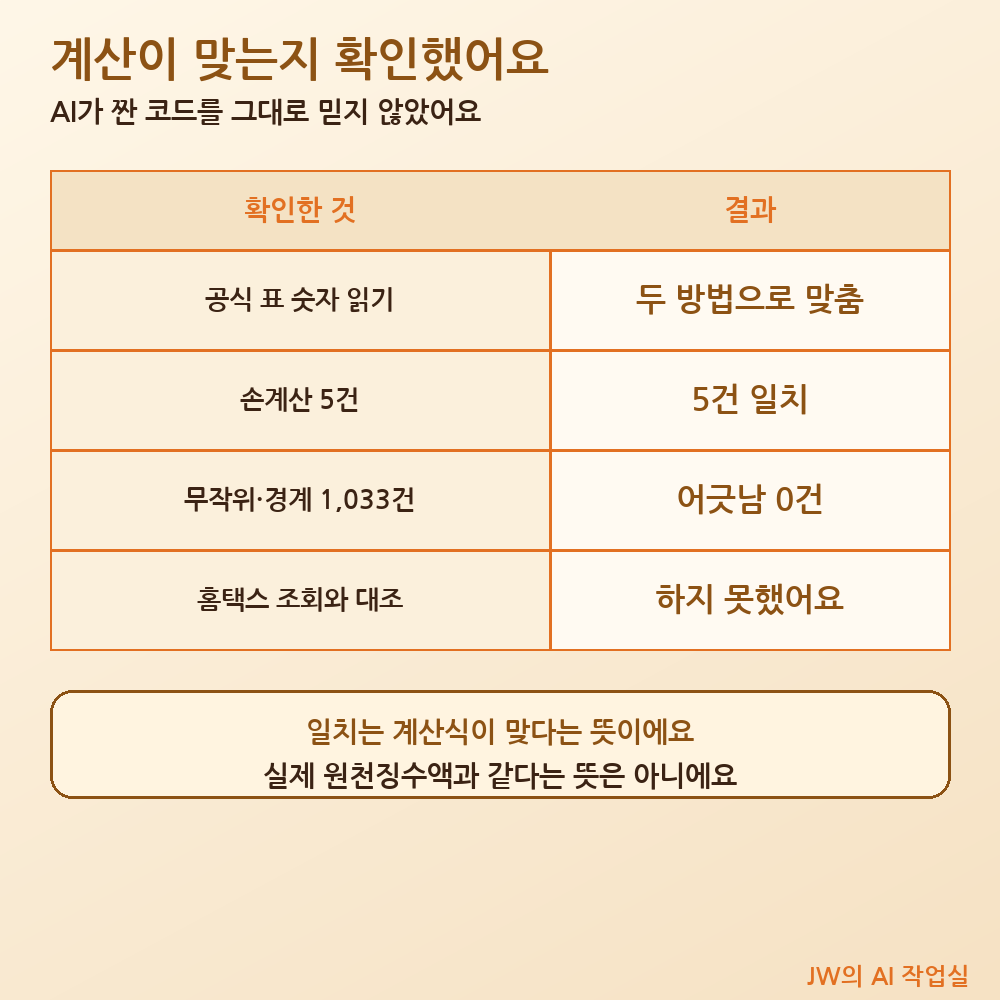 계산이 맞는지 확인했어요
AI가 짠 코드를 그대로 믿지 않았어요
확인한 것 결과
공식 표 숫자 읽기 두 방법으로 맞춤
손계산 5건 5건 일치
무작위·경계 1,033건 어긋남 0건
홈택스 조회와 대조 하지 못했어요
일치는 계산식이 맞다는 뜻이에요
실제 원천징수액과 같다는 뜻은 아니에요
JW의 AI 작업실